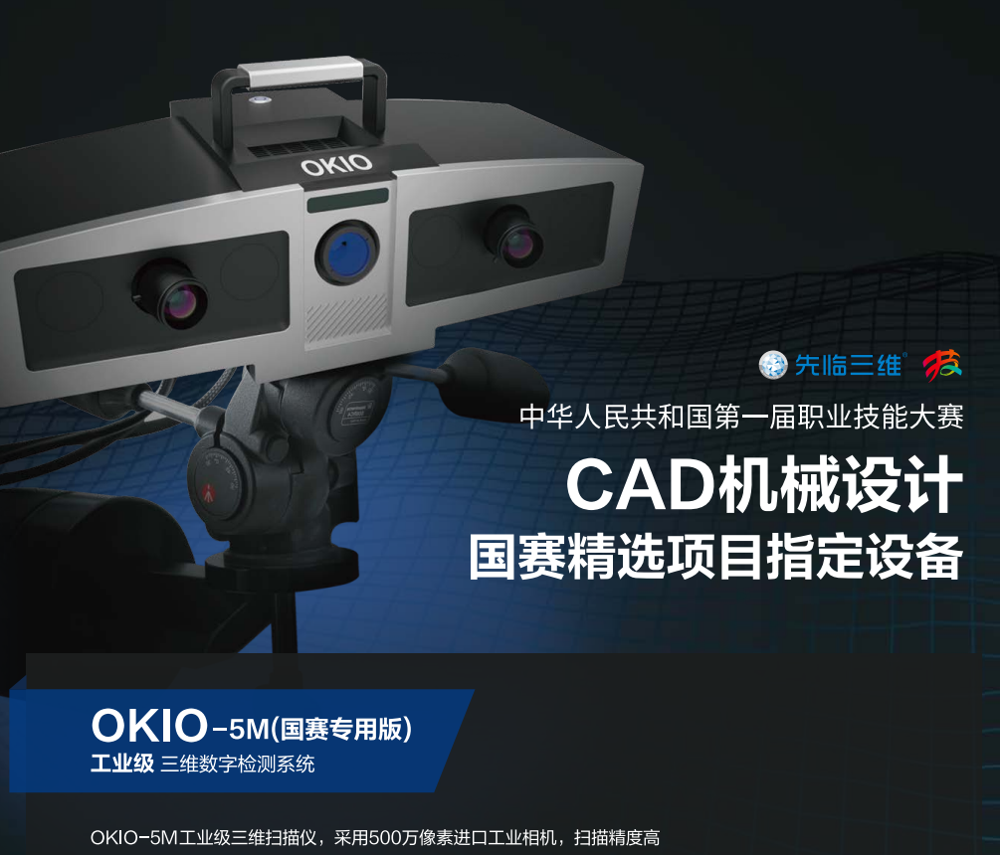 OKIO
先临三维®
技
中华人民共和国第一届职业技能大赛
CAD机械设计
国赛精选项目指定设备
OKIO-5M(国赛专用版)
工业级 三维数字检测系统
OKIO-5M工业级三维扫描仪，采用500万像素进口工业相机，扫描精度高